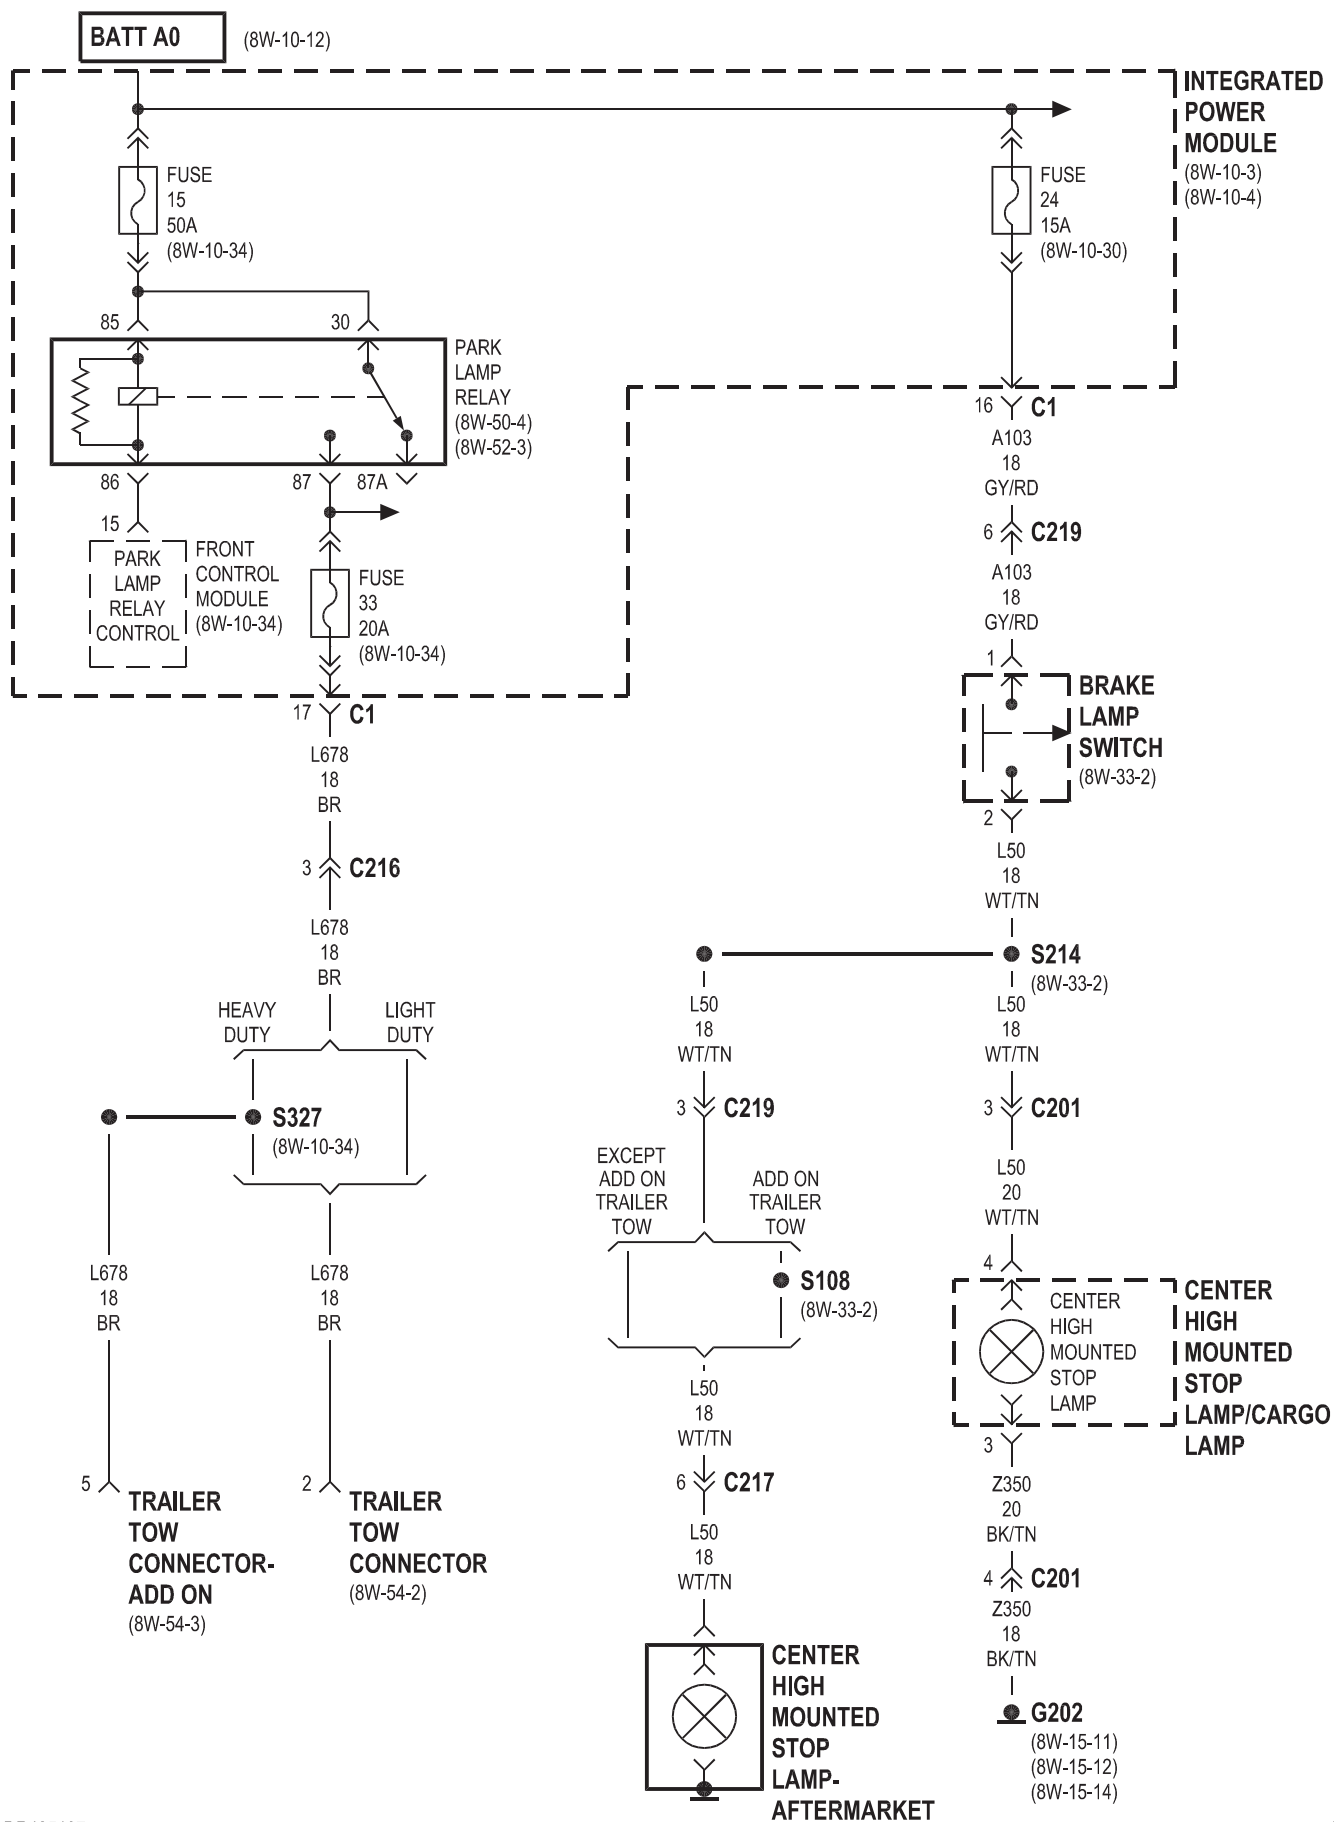 BATT A0
(8W-10-12)
INTEGRATED
POWER
MODULE
(8W-10-3)
(8W-10-4)
FUSE
15
50A
(8W-10-34)
FUSE
24
15A
(8W-10-30)
85
30
PARK
LAMP
RELAY
(8W-50-4)
(8W-52-3)
86
87
87A
15
PARK
LAMP
RELAY
CONTROL
FRONT
CONTROL
MODULE
(8W-10-34)
FUSE
33
20A
(8W-10-34)
17
C1
L678
18
BR
3
C216
L678
18
BR
HEAVY
DUTY
LIGHT
DUTY
S327
(8W-10-34)
L678
18
BR
L678
18
BR
5
TRAILER
TOW
CONNECTOR-
ADD ON
(8W-54-3)
2
TRAILER
TOW
CONNECTOR
(8W-54-2)
16
C1
A103
18
GY/RD
6
C219
A103
18
GY/RD
1
BRAKE
LAMP
SWITCH
(8W-33-2)
2
L50
18
WT/TN
S214
(8W-33-2)
L50
18
WT/TN
3
C219
EXCEPT
ADD ON
TRAILER
TOW
ADD ON
TRAILER
TOW
S108
(8W-33-2)
L50
18
WT/TN
6
C217
L50
18
WT/TN
CENTER
HIGH
MOUNTED
STOP
LAMP-
AFTERMARKET
L50
18
WT/TN
3
C201
L50
20
WT/TN
4
CENTER
HIGH
MOUNTED
STOP
LAMP
CENTER
HIGH
MOUNTED
STOP
LAMP/CARGO
LAMP
3
Z350
20
BK/TN
4
C201
Z350
18
BK/TN
G202
(8W-15-11)
(8W-15-12)
(8W-15-14)